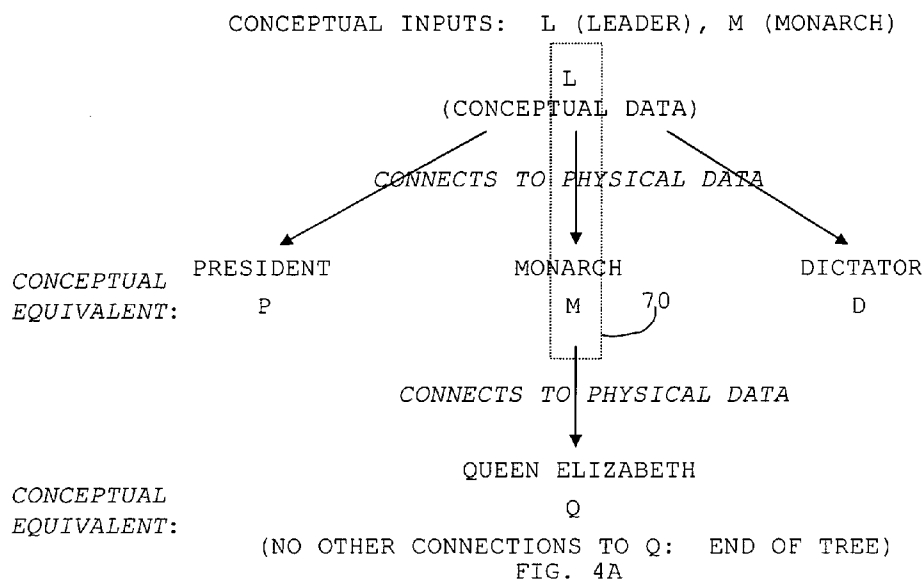 CONCEPTUAL INPUTS: L (LEADER), M (MONARCH)
L
(CONCEPTUAL DATA)
CONNECTS TO PHYSICAL DATA
PRESIDENT MONARCH DICTATOR
CONCEPTUAL
EQUIVALENT: P M D
70
CONNECTS TO PHYSICAL DATA
QUEEN ELIZABETH
CONCEPTUAL
EQUIVALENT: Q
(NO OTHER CONNECTIONS TO Q: END OF TREE)
FIG. 4A